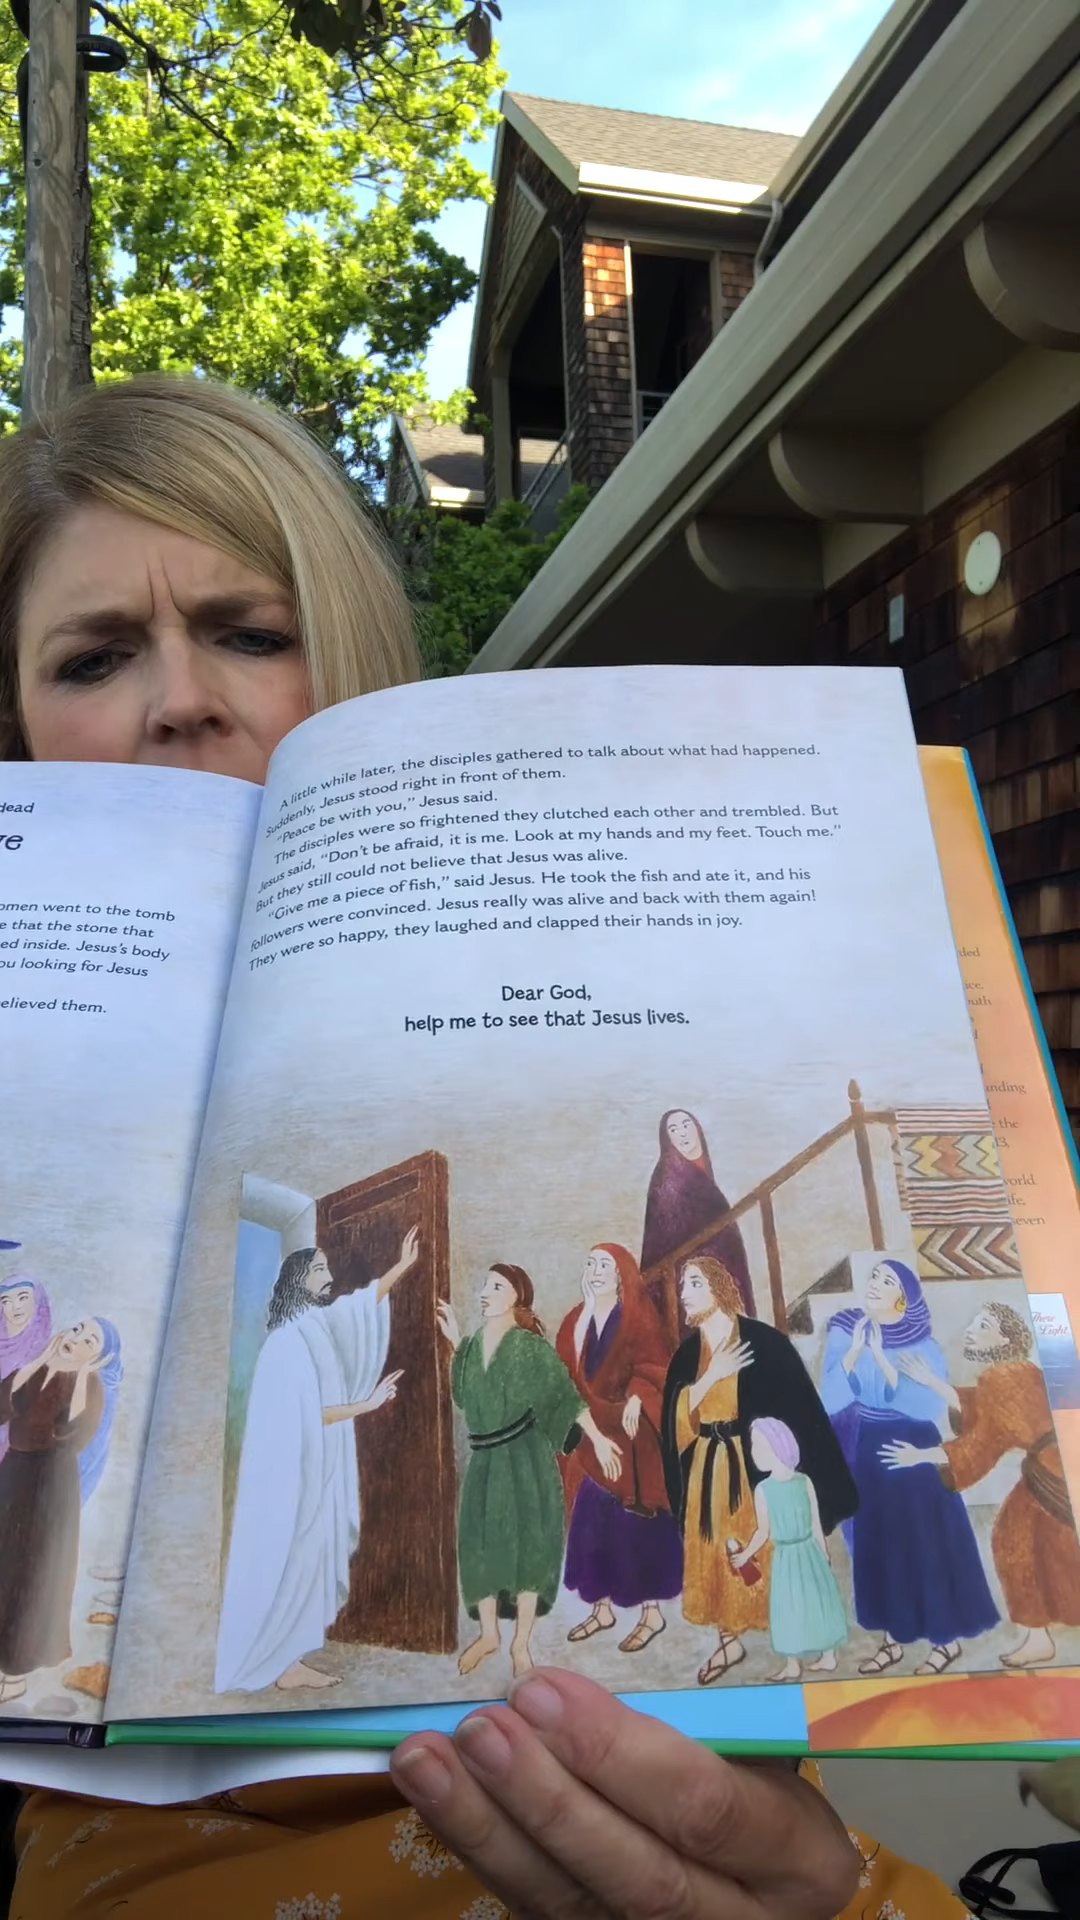 dead
ve
omen went to the tomb
e that the stone that
ed inside. Jesus's body
ou looking for Jesus
elieved them.
A little while later, the disciples gathered to talk about what had happened.
Suddenly, Jesus stood right in front of them.
"Peace be with you," Jesus said.
The disciples were so frightened they clutched each other and trembled. But
Jesus said, "Don't be afraid, it is me. Look at my hands and my feet. Touch me."
But they still could not believe that Jesus was alive.
"Give me a piece of fish," said Jesus. He took the fish and ate it, and his
followers were convinced. Jesus really was alive and back with them again!
They were so happy, they laughed and clapped their hands in joy.
Dear God,
help me to see that Jesus lives.
anding
the
world.
life,
seven
Light